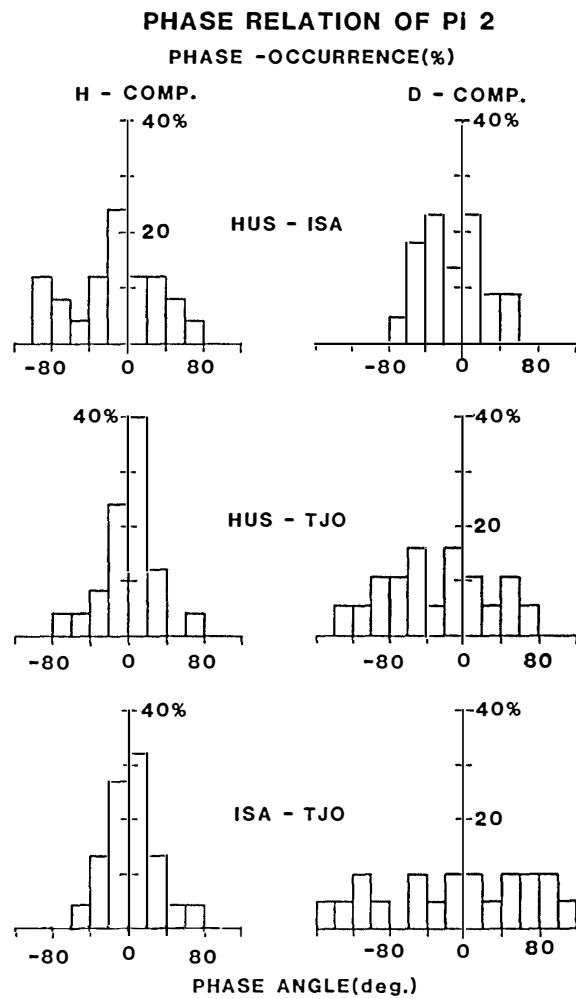 PHASE RELATION OF Pi 2
PHASE -OCCURRENCE(%)
H - COMP. D - COMP.
40% 40%
HUS - ISA
20
-80 0 80 -80 0 80
40% 40%
HUS - TJO
20
-80 0 80 -80 0 80
40% 40%
ISA - TJO
20
-80 0 80 -80 0 80
PHASE ANGLE(deg.)